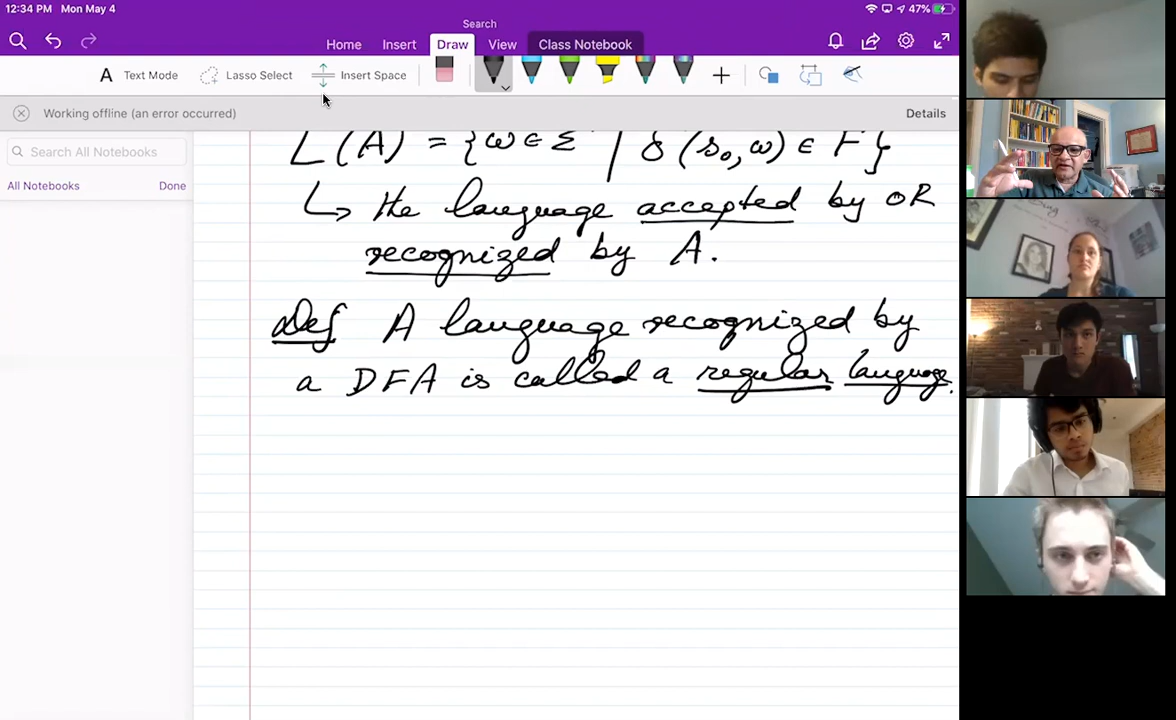 12:34 PM Mon May 4
47%
Search
Home Insert Draw View Class Notebook
Text Mode Lasso Select Insert Space
Working offline (an error occurred) Details
Search All Notebooks
All Notebooks Done
L(A) = {ω ∈ Σ* | δ(s₀, ω) ∈ F}
↳ the language accepted by OR
recognized by A.
Def A language recognized by
a DFA is called a regular language.